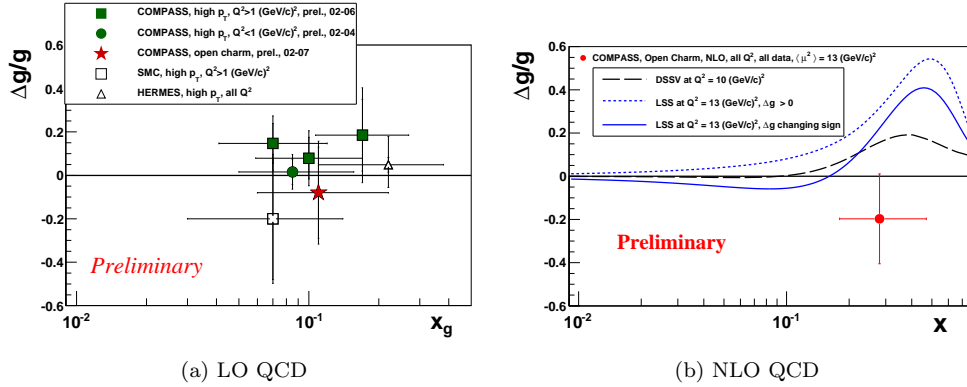 COMPASS, high p_T, Q²>1 (GeV/c)², prel., 02-06
COMPASS, high p_T, Q²<1 (GeV/c)², 02-04
COMPASS, open charm, prel., 02-07
SMC, high p_T, Q²>1 (GeV/c)²
HERMES, high p_T, all Q²
Δg/g
0.6
0.4
0.2
0
-0.2
-0.4
-0.6
Preliminary
10⁻²
10⁻¹
x_g
(a) LO QCD
COMPASS, Open Charm, NLO, all Q², all data, ⟨μ²⟩ = 13 (GeV/c)²
DSSV at Q² = 10 (GeV/c)²
LSS at Q² = 13 (GeV/c)², Δg > 0
LSS at Q² = 13 (GeV/c)², Δg changing sign
Δg/g
0.6
0.4
0.2
0
-0.2
-0.4
-0.6
Preliminary
10⁻²
10⁻¹
x
(b) NLO QCD